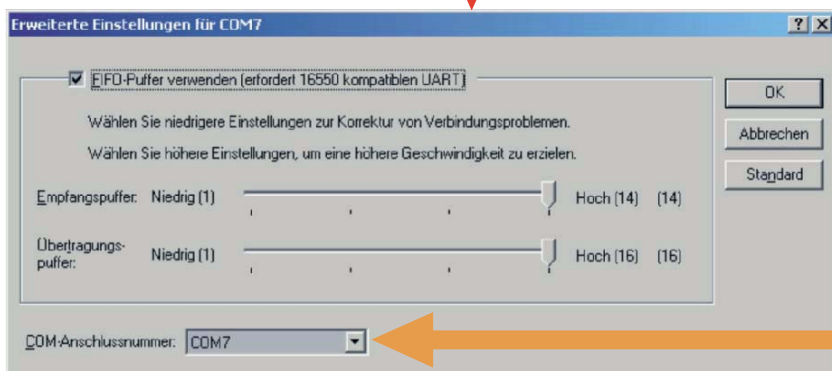 Erweiterte Einstellungen für COM7
FIFO-Puffer verwenden (erfordert 16550 kompatiblen UART)
OK
Wählen Sie niedrigere Einstellungen zur Korrektur von Verbindungsproblemen.
Abbrechen
Wählen Sie höhere Einstellungen, um eine höhere Geschwindigkeit zu erzielen.
Standard
Empfangspuffer: Niedrig (1) Hoch (14) (14)
Übertragungs-
puffer: Niedrig (1) Hoch (16) (16)
COM-Anschlussnummer: COM7